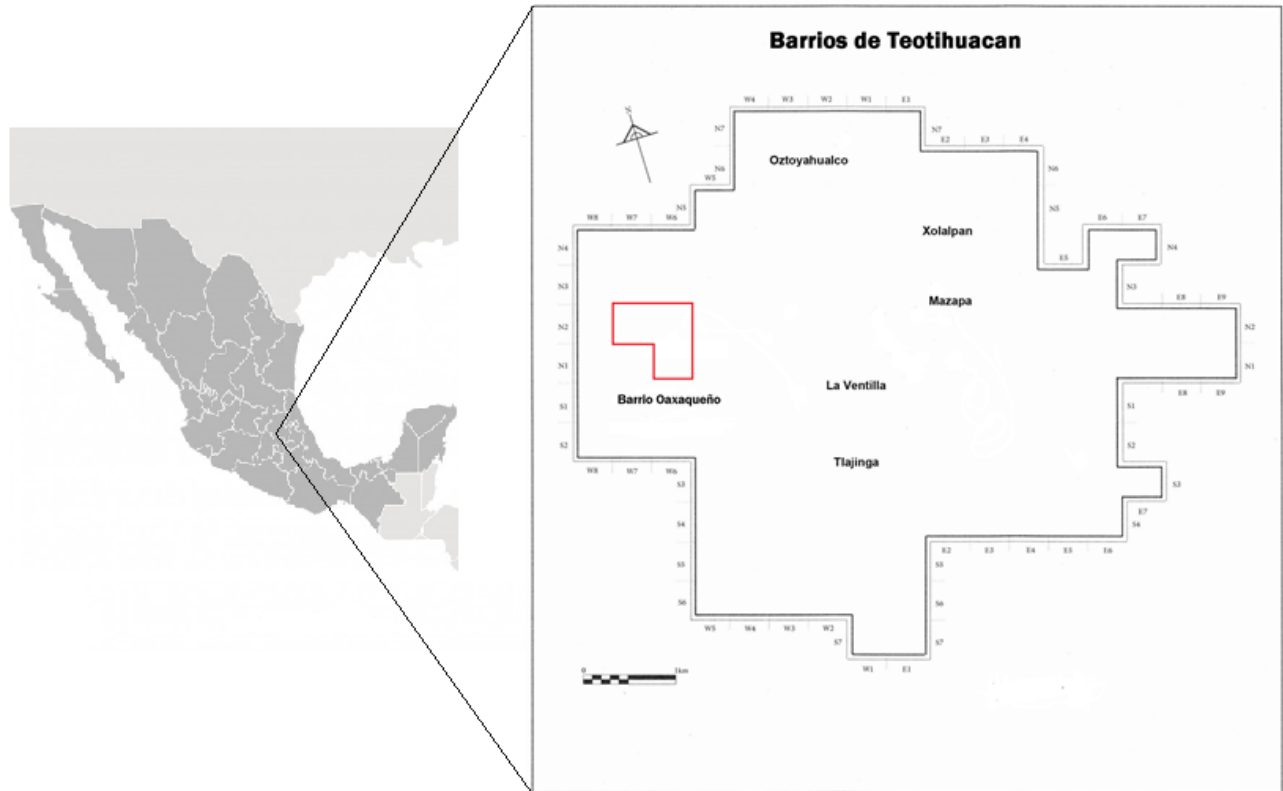 Barrios de Teotihuacan
W4 W3 W2 W1 E1
N
N7
N7
E2 E3 E4
Oztoyahualco
N6
N6
W5
N5
N5
W8 W7 W6
E6 E7
Xolalpan
N4
N4
E5
N3
N3
E8 E9
Mazapa
N2
N2
N1
N1
La Ventilla
E8 E9
Barrio Oaxaqueño
S1
S1
S2
S2
Tlajinga
W8 W7 W6
S3
S3
E7
S4
S4
E2 E3 E4 E5 E6
S5
S5
S6
S6
W5 W4 W3 W2
S7
S7
W1 E1
0 1km